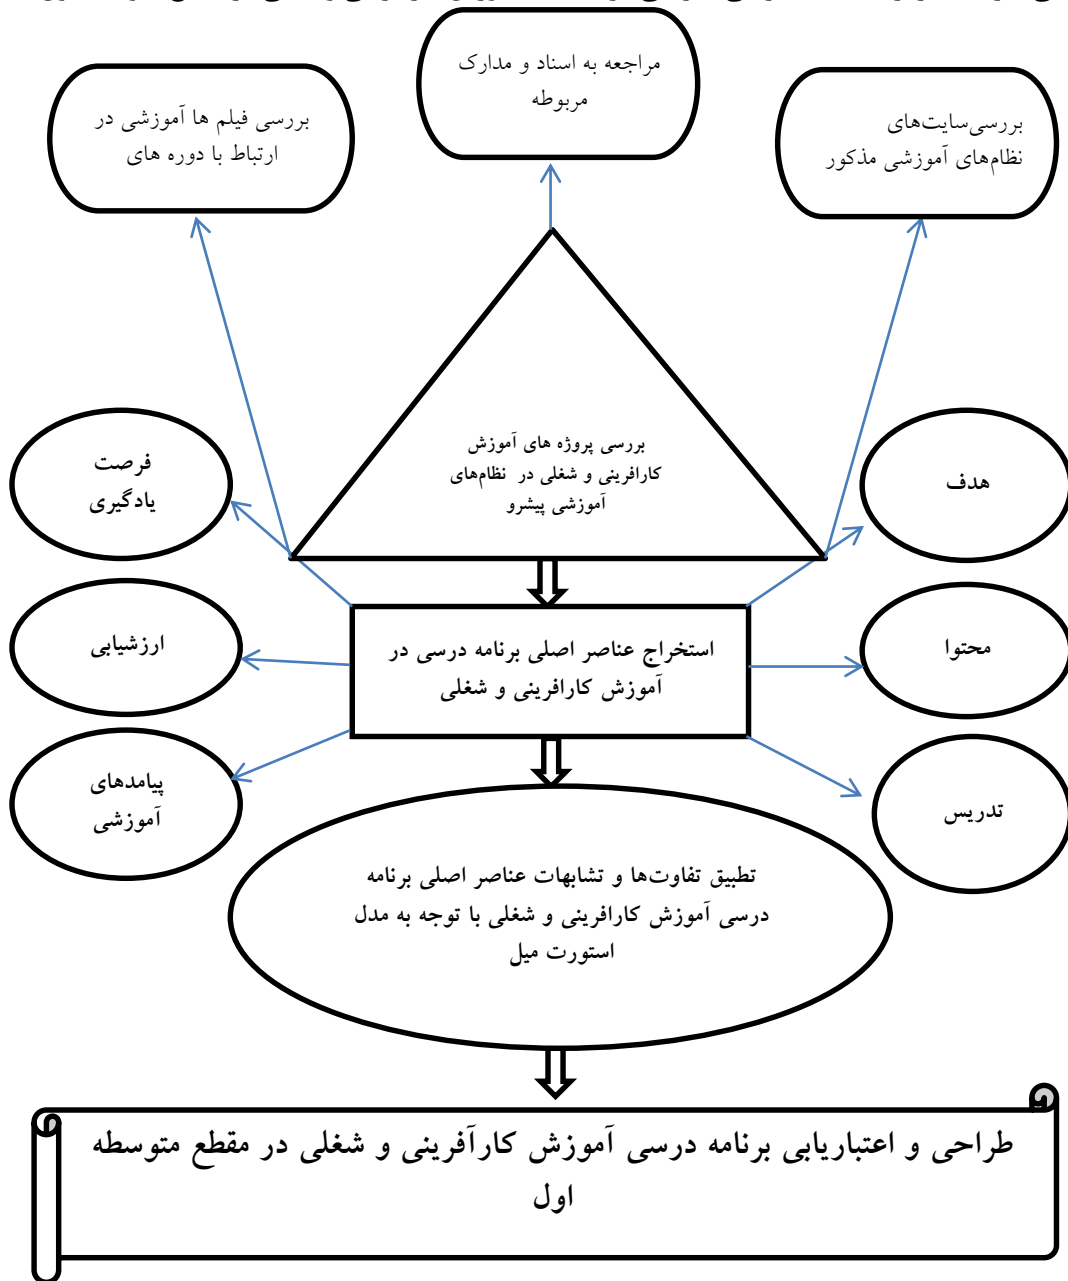 مراجعه به اسناد و مدارک
مربوطه
بررسی‌سایت‌های
نظام‌های آموزشی مذکور
بررسی فیلم ها آموزشی در
ارتباط با دوره های
بررسی پروژه های آموزش
کارافرینی و شغلی در نظام‌های
آموزشی پیشرو
هدف
فرصت
یادگیری
استخراج عناصر اصلی برنامه درسی در
آموزش کارافرینی و شغلی
محتوا
ارزشیابی
تدریس
پیامدهای
آموزشی
تطبیق تفاوت‌ها و تشابهات عناصر اصلی برنامه
درسی آموزش کارافرینی و شغلی با توجه به مدل
استورت میل
طراحی و اعتباریابی برنامه درسی آموزش کارآفرینی و شغلی در مقطع متوسطه
اول